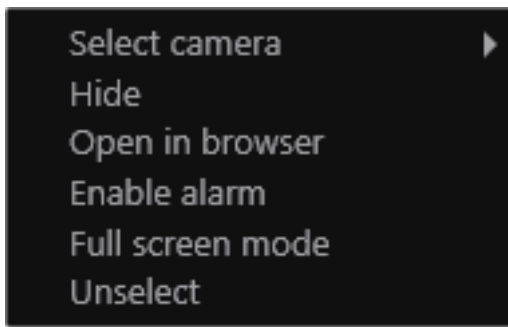 Select camera
Hide
Open in browser
Enable alarm
Full screen mode
Unselect